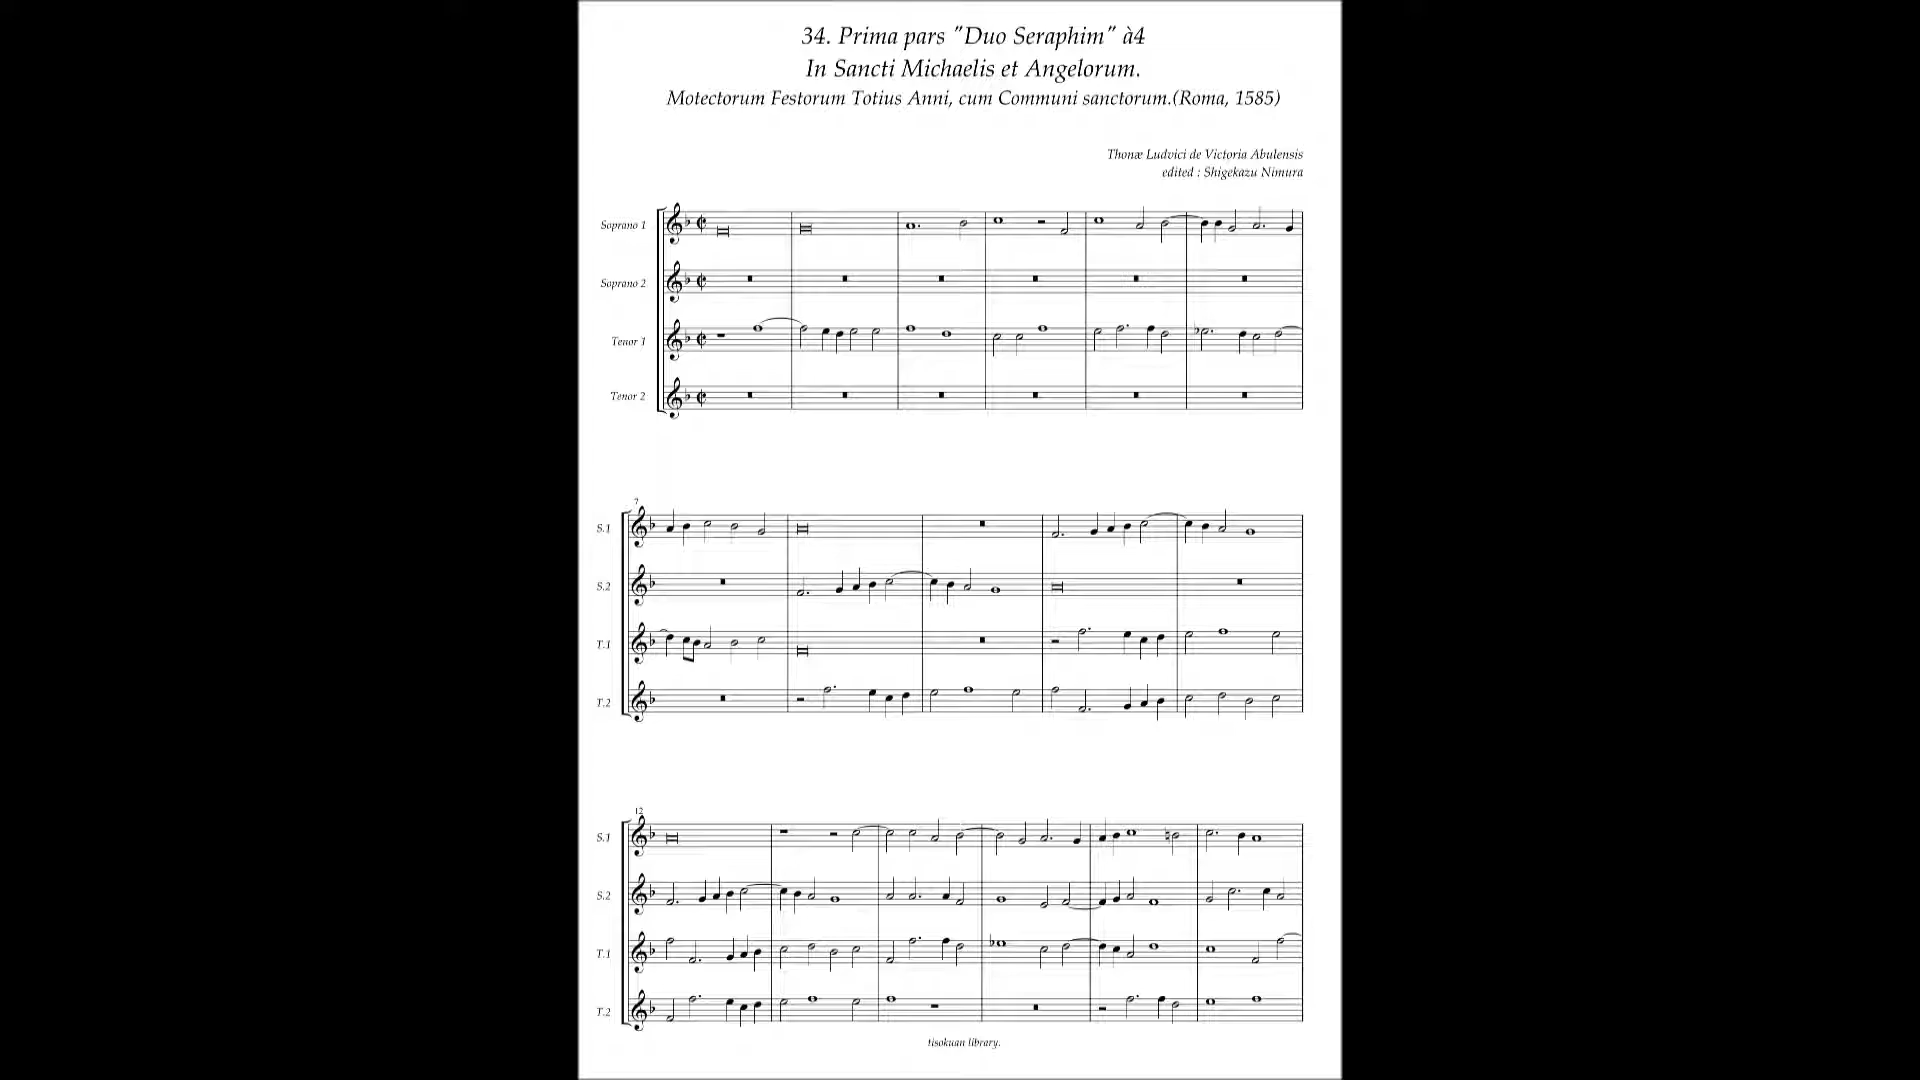 34. Prima pars "Duo Seraphim" à4
In Sancti Michaelis et Angelorum.
Motectorum Festorum Totius Anni, cum Communi sanctorum.(Roma, 1585)
Thonæ Ludvici de Victoria Abulensis
edited : Shigekazu Nimura
Soprano 1
Soprano 2
Tenor 1
Tenor 2
7
S.1
S.2
T.1
T.2
12
S.1
S.2
T.1
T.2
tisokuan library.